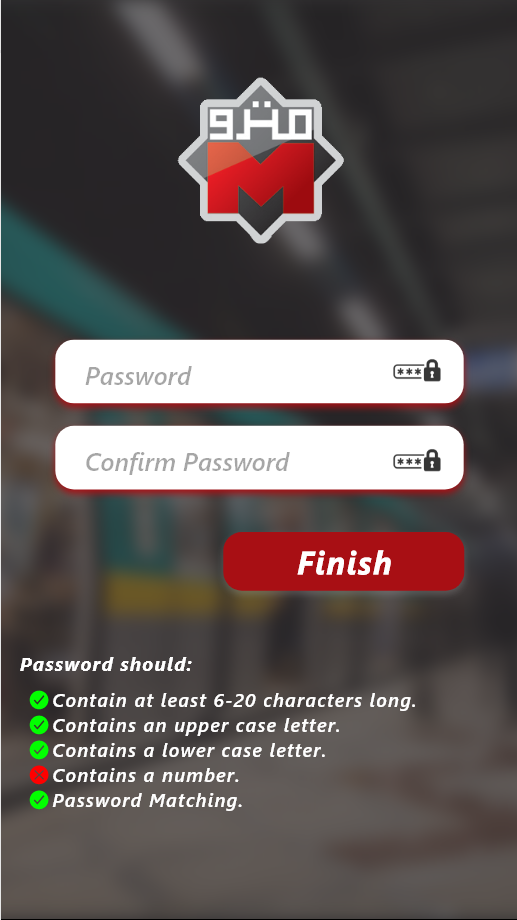 مترو
M
Password
***
Confirm Password
***
Finish
Password should:
Contain at least 6-20 characters long.
Contains an upper case letter.
Contains a lower case letter.
Contains a number.
Password Matching.